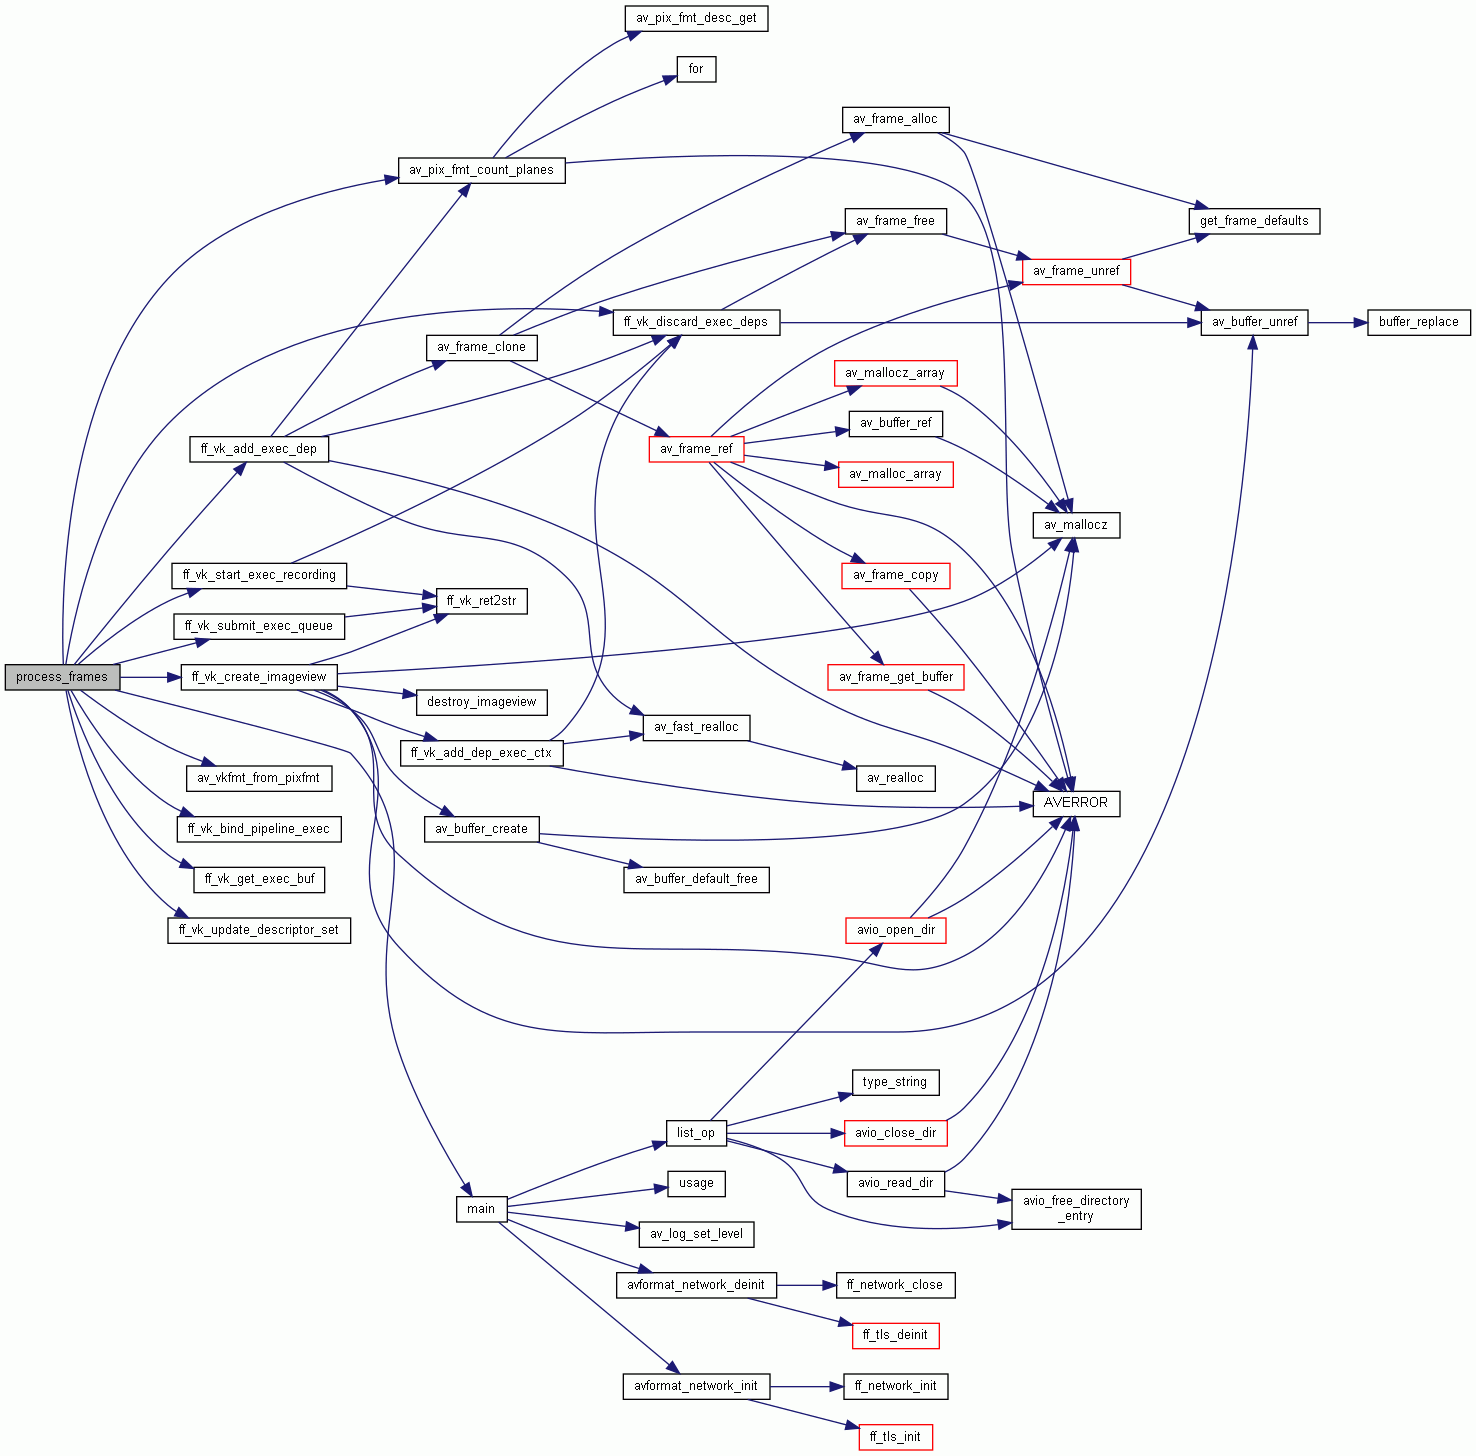 av_pix_fmt_desc_get
for
av_frame_alloc
av_pix_fmt_count_planes
av_frame_free
get_frame_defaults
av_frame_unref
ff_vk_discard_exec_deps
av_buffer_unref
buffer_replace
av_frame_clone
av_mallocz_array
av_buffer_ref
ff_vk_add_exec_dep
av_frame_ref
av_malloc_array
av_mallocz
ff_vk_start_exec_recording
av_frame_copy
ff_vk_ret2str
ff_vk_submit_exec_queue
process_frames
ff_vk_create_imageview
av_frame_get_buffer
destroy_imageview
av_fast_realloc
ff_vk_add_dep_exec_ctx
av_vkfmt_from_pixfmt
av_realloc
AVERROR
ff_vk_bind_pipeline_exec
av_buffer_create
ff_vk_get_exec_buf
av_buffer_default_free
ff_vk_update_descriptor_set
avio_open_dir
type_string
list_op
avio_close_dir
usage
avio_read_dir
avio_free_directory
_entry
main
av_log_set_level
avformat_network_deinit
ff_network_close
ff_tls_deinit
avformat_network_init
ff_network_init
ff_tls_init